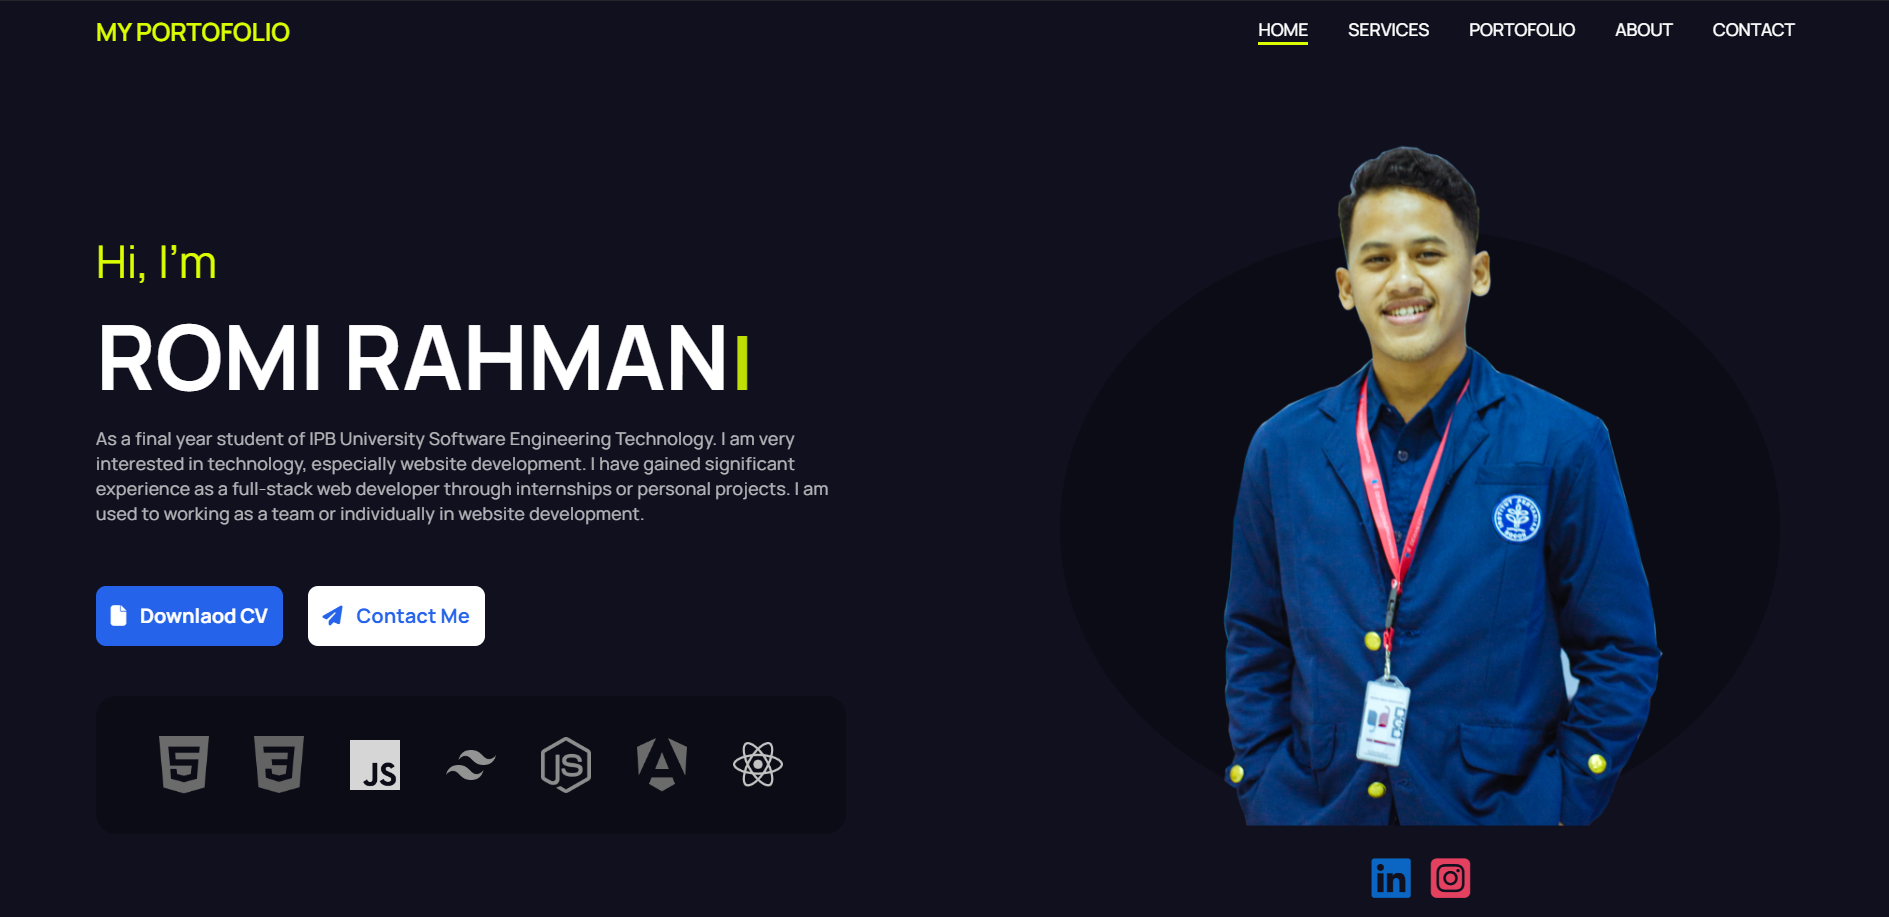 MY PORTOFOLIO
HOME SERVICES PORTOFOLIO ABOUT CONTACT
Hi, I'm
ROMI RAHMAN
As a final year student of IPB University Software Engineering Technology. I am very
interested in technology, especially website development. I have gained significant
experience as a full-stack web developer through internships or personal projects. I am
used to working as a team or individually in website development.
Downlaod CV
Contact Me
JS
JS
in